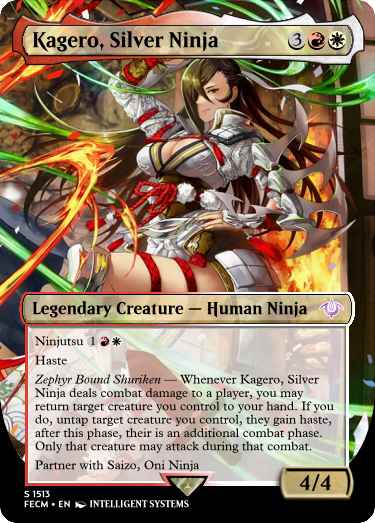 Kagero, Silver Ninja 3
Legendary Creature — Human Ninja
Ninjutsu 1
Haste
Zephyr Bound Shuriken — Whenever Kagero, Silver
Ninja deals combat damage to a player, you may
return target creature you control to your hand. If you
do, untap target creature you control, they gain haste,
after this phase, their is an additional combat phase.
Only that creature may attack during that combat.
Partner with Saizo, Oni Ninja
4/4
S 1513
FECM • EN INTELLIGENT SYSTEMS